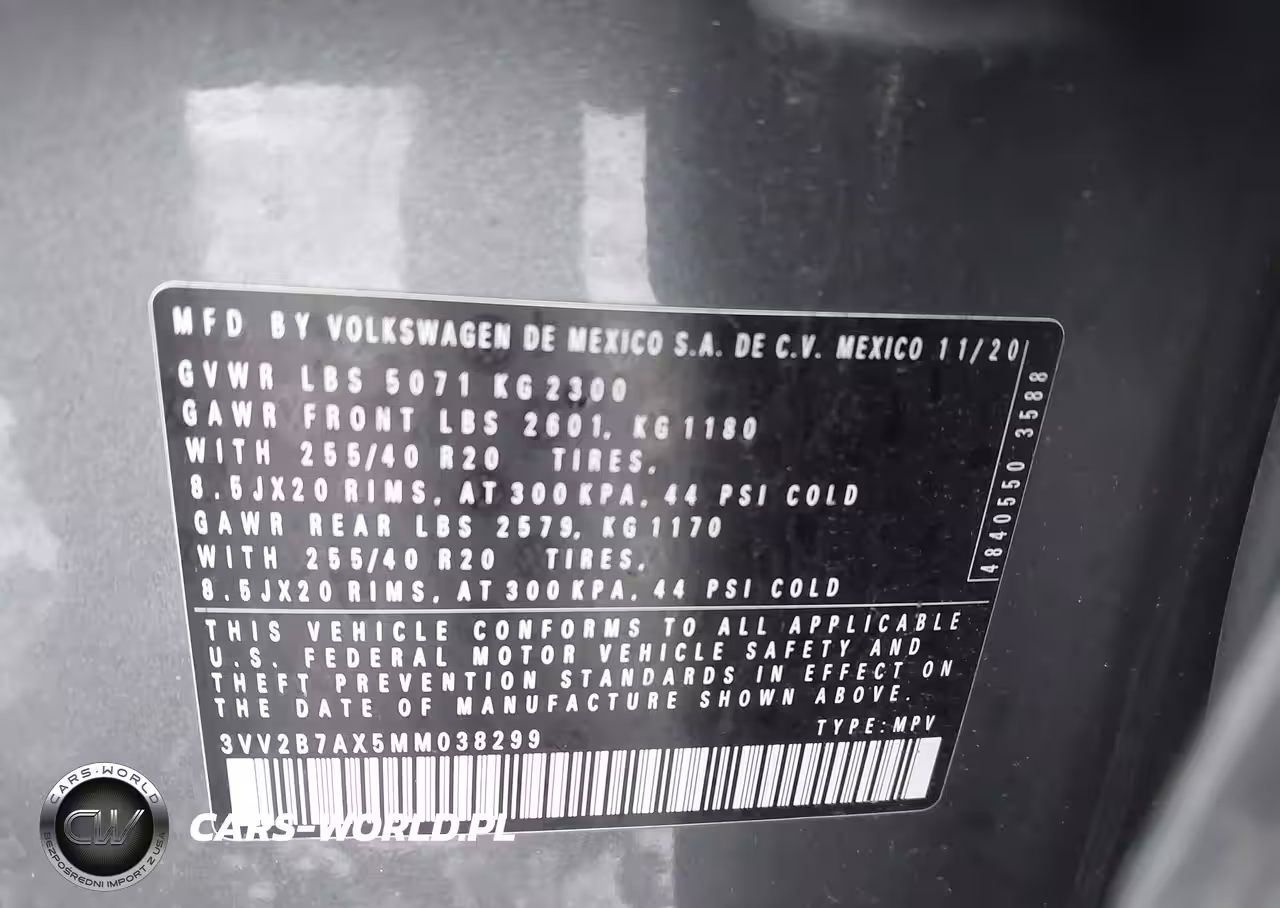 MFD BY VOLKSWAGEN DE MEXICO S.A. DE C.V. MEXICO 11/20
GVWR LBS 5071 KG 2300
GAWR FRONT LBS 2601, KG 1180
WITH 255/40 R20 TIRES,
8.5JX20 RIMS, AT 300 KPA, 44 PSI COLD
GAWR REAR LBS 2579, KG 1170
WITH 255/40 R20 TIRES,
8.5JX20 RIMS, AT 300 KPA, 44 PSI COLD
4840550 3588
THIS VEHICLE CONFORMS TO ALL APPLICABLE
U.S. FEDERAL MOTOR VEHICLE SAFETY AND
THEFT PREVENTION STANDARDS IN EFFECT ON
THE DATE OF MANUFACTURE SHOWN ABOVE.
TYPE: MPV
3VV2B7AX5MM038299
CARS-WORLD
CW
BEZPOŚREDNI IMPORT Z USA
CARS-WORLD.PL